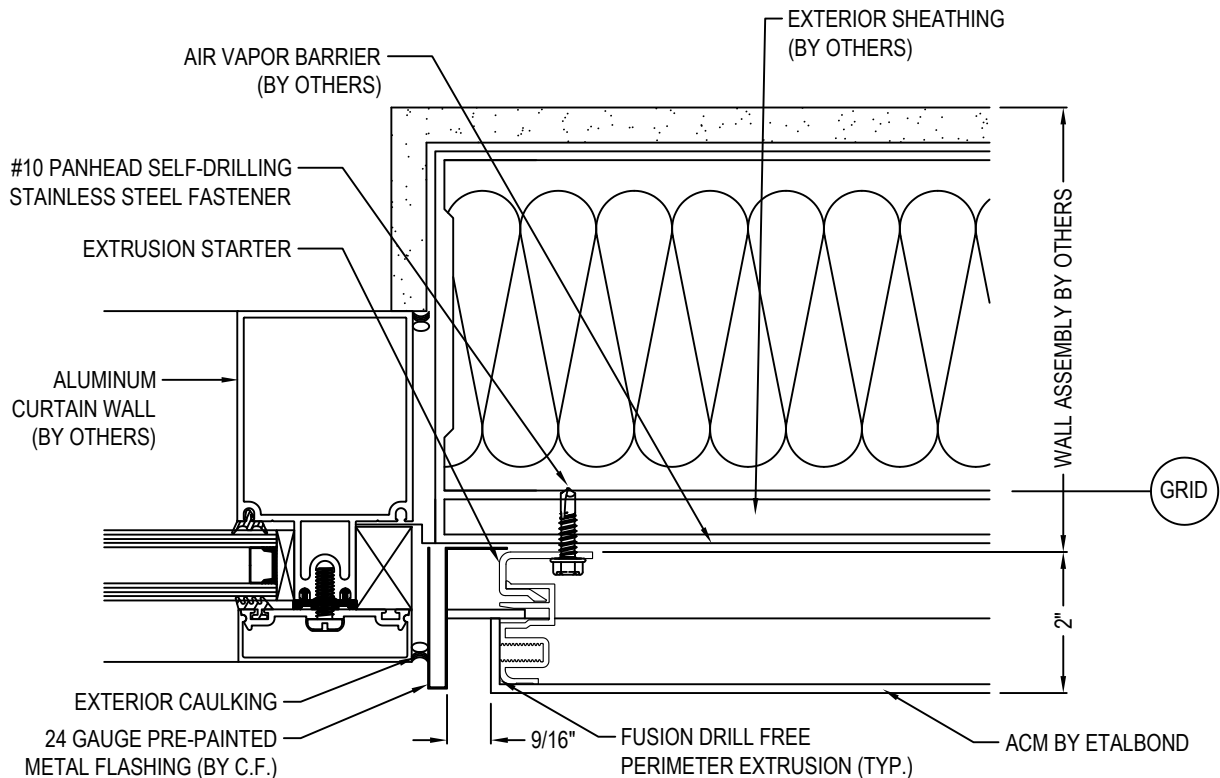 EXTERIOR SHEATHING
(BY OTHERS)
AIR VAPOR BARRIER
(BY OTHERS)
#10 PANHEAD SELF-DRILLING
STAINLESS STEEL FASTENER
EXTRUSION STARTER
WALL ASSEMBLY BY OTHERS
ALUMINUM
CURTAIN WALL
(BY OTHERS)
GRID
2"
EXTERIOR CAULKING
24 GAUGE PRE-PAINTED
METAL FLASHING (BY C.F.)
9/16"
FUSION DRILL FREE
PERIMETER EXTRUSION (TYP.)
ACM BY ETALBOND